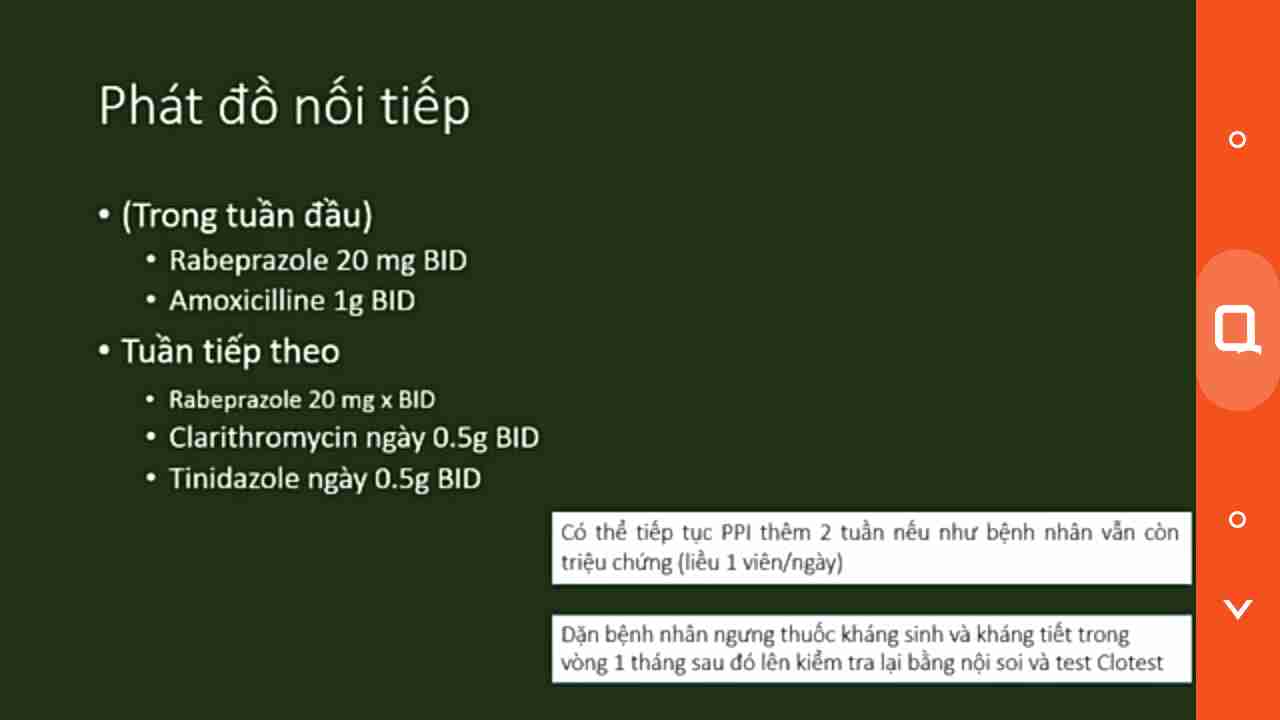 Phát đồ nối tiếp
• (Trong tuần đầu)
• Rabeprazole 20 mg BID
• Amoxicilline 1g BID
• Tuần tiếp theo
• Rabeprazole 20 mg x BID
• Clarithromycin ngày 0.5g BID
• Tinidazole ngày 0.5g BID
Có thể tiếp tục PPI thêm 2 tuần nếu như bệnh nhân vẫn còn
triệu chứng (liều 1 viên/ngày)
Dặn bệnh nhân ngưng thuốc kháng sinh và kháng tiết trong
vòng 1 tháng sau đó lên kiểm tra lại bằng nội soi và test Clotest